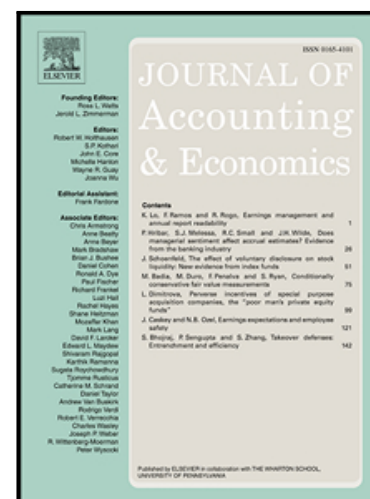 ELSEVIER
Founding Editors:
Ross L. Watts
Jerold L. Zimmerman
Editors:
Robert W. Holthausen
S.P. Kothari
John E. Core
Michelle Hanlon
Wayne R. Guay
Joanna Wu
Editorial Assistant:
Frank Fardone
Associate Editors:
Chris Armstrong
Anne Beatty
Anne Beyer
Mark Bradshaw
Brian J. Bushee
Daniel Cohen
Ronald A. Dye
Paul Fischer
Richard Frankel
Luzi Hail
Rachel Hayes
Shane Heitzman
Mozaffar Khan
Mark Lang
David F. Larcker
Edward L. Maydew
Shivaram Rajgopal
Karthik Ramanna
Sugata Roychowdhury
Tjomme Rusticus
Catherine M. Schrand
Daniel Taylor
Andrew Van Buskirk
Rodrigo Verdi
Robert E. Verrecchia
Charles Wasley
Joseph P. Weber
R. Wittenberg-Moerman
Peter Wysocki
ISSN 0165-4101
JOURNAL OF
Accounting
& Economics
Contents
K. Lo, F. Ramos and R. Rogo, Earnings management and
annual report readability 1
P. Hribar, S.J. Melessa, R.C. Small and J.H. Wilde, Does
managerial sentiment affect accrual estimates? Evidence
from the banking industry 26
J. Schoenfeld, The effect of voluntary disclosure on stock
liquidity: New evidence from index funds 51
M. Badia, M. Duro, F. Penalva and S. Ryan, Conditionally
conservative fair value measurements 75
L. Dimitrova, Perverse incentives of special purpose
acquisition companies, the "poor man's private equity
funds" 99
J. Caskey and N.B. Ozel, Earnings expectations and employee
safety 121
S. Bhojraj, P. Sengupta and S. Zhang, Takeover defenses:
Entrenchment and efficiency 142
Published by ELSEVIER in collaboration with THE WHARTON SCHOOL,
UNIVERSITY OF PENNSYLVANIA